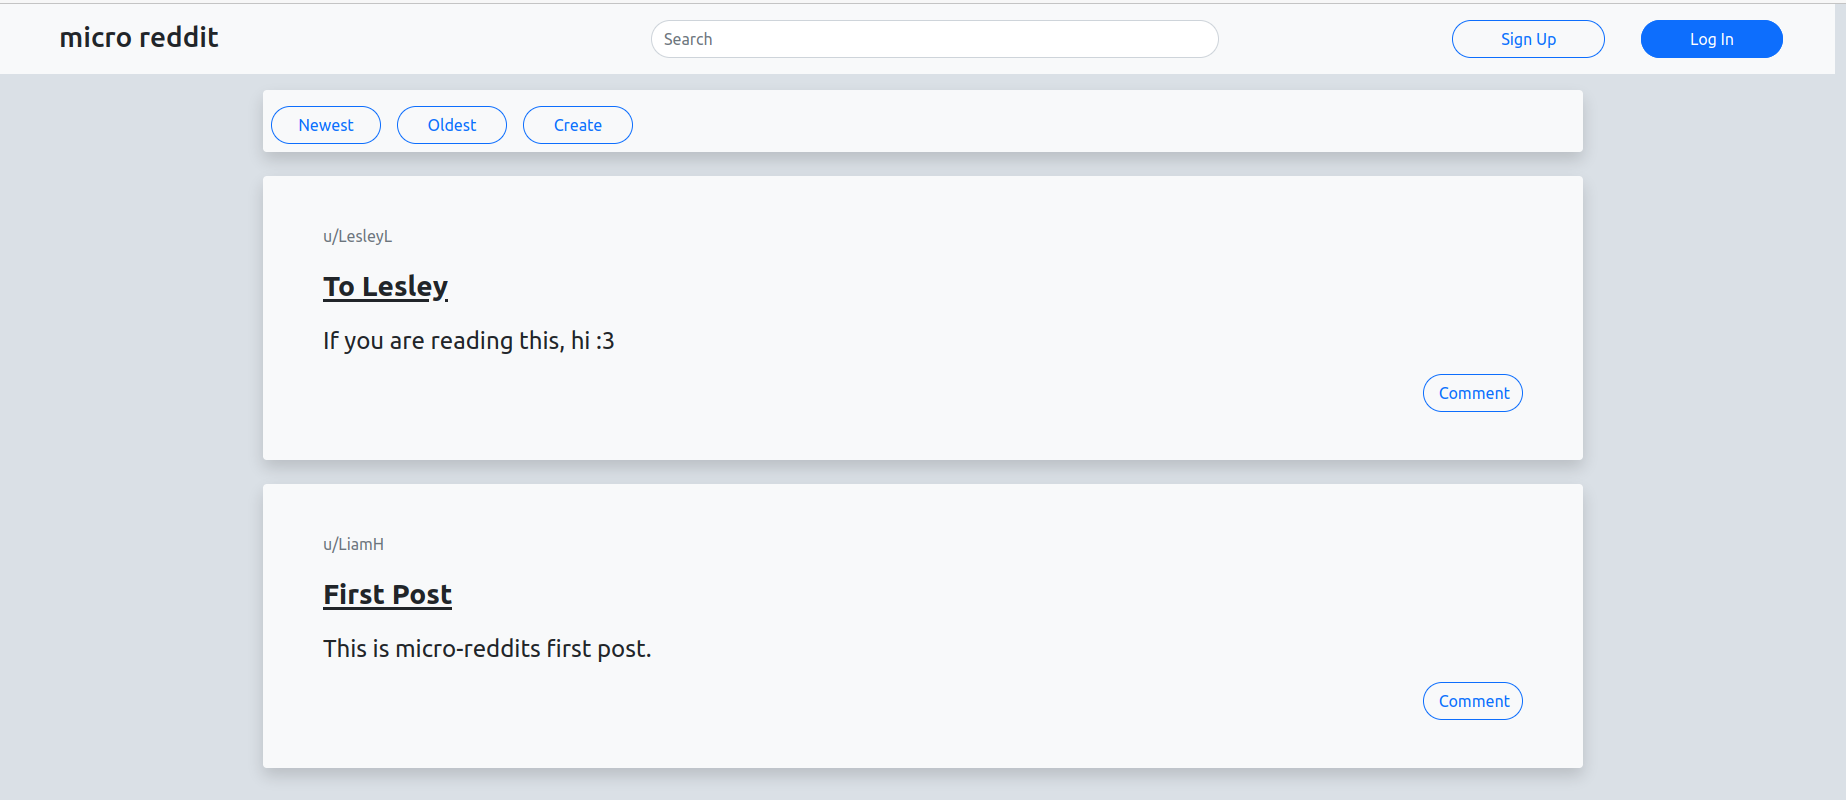 micro reddit
Search
Sign Up
Log In
Newest
Oldest
Create
u/LesleyL
To Lesley
If you are reading this, hi :3
Comment
u/LiamH
First Post
This is micro-reddits first post.
Comment